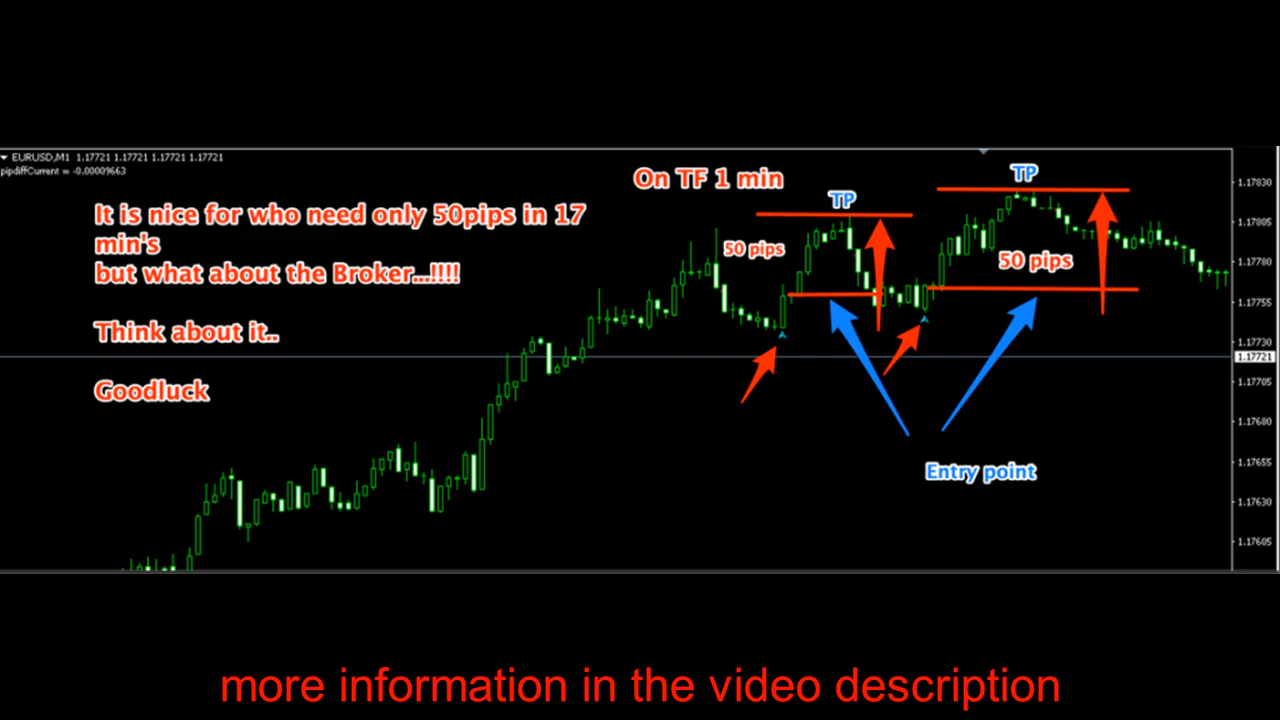 EURUSD,M1 1.17721 1.17721 1.17721 1.17721
pipdiffCurrent = -0.00009663
On TF 1 min
TP
TP
It is nice for who need only 50pips in 17
min's
but what about the Broker...!!!!
Think about it..
Goodluck
50 pips
50 pips
Entry point
1.17830
1.17805
1.17780
1.17755
1.17730
1.17721
1.17705
1.17680
1.17655
1.17630
1.17605
more information in the video description